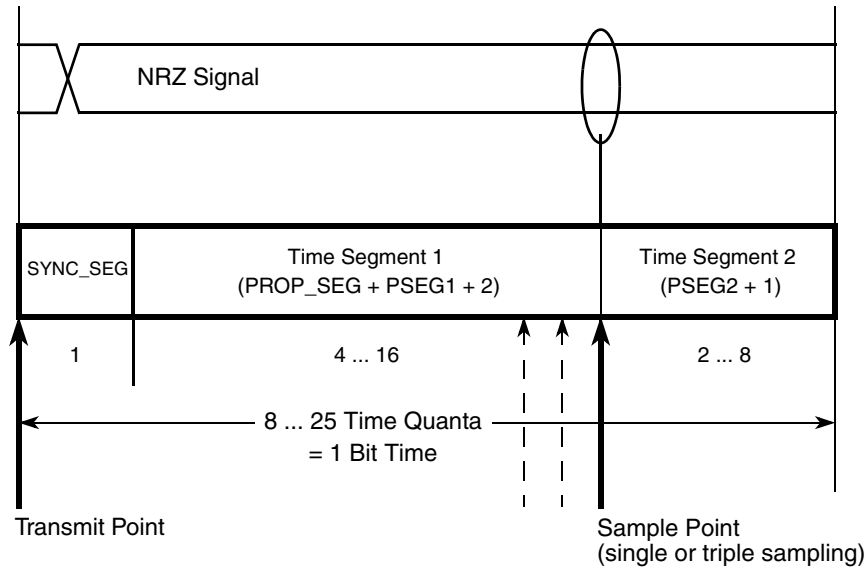 NRZ Signal
SYNC_SEG
Time Segment 1
(PROP_SEG + PSEG1 + 2)
Time Segment 2
(PSEG2 + 1)
1
4 ... 16
2 ... 8
8 ... 25 Time Quanta
= 1 Bit Time
Transmit Point
Sample Point
(single or triple sampling)